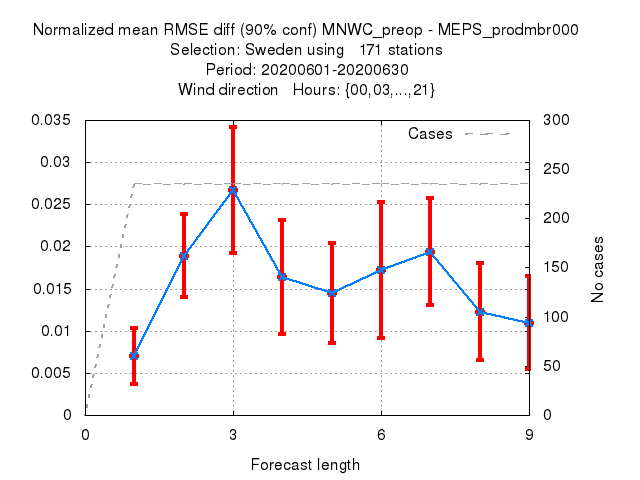 Normalized mean RMSE diff (90% conf) MNWC_preop - MEPS_prodmbr000
Selection: Sweden using   171 stations
Period: 20200601-20200630
Wind direction   Hours: {00,03,...,21}
Cases
0.035
0.03
0.025
0.02
0.015
0.01
0.005
0
300
250
200
150
100
50
0
No cases
0 3 6 9
Forecast length